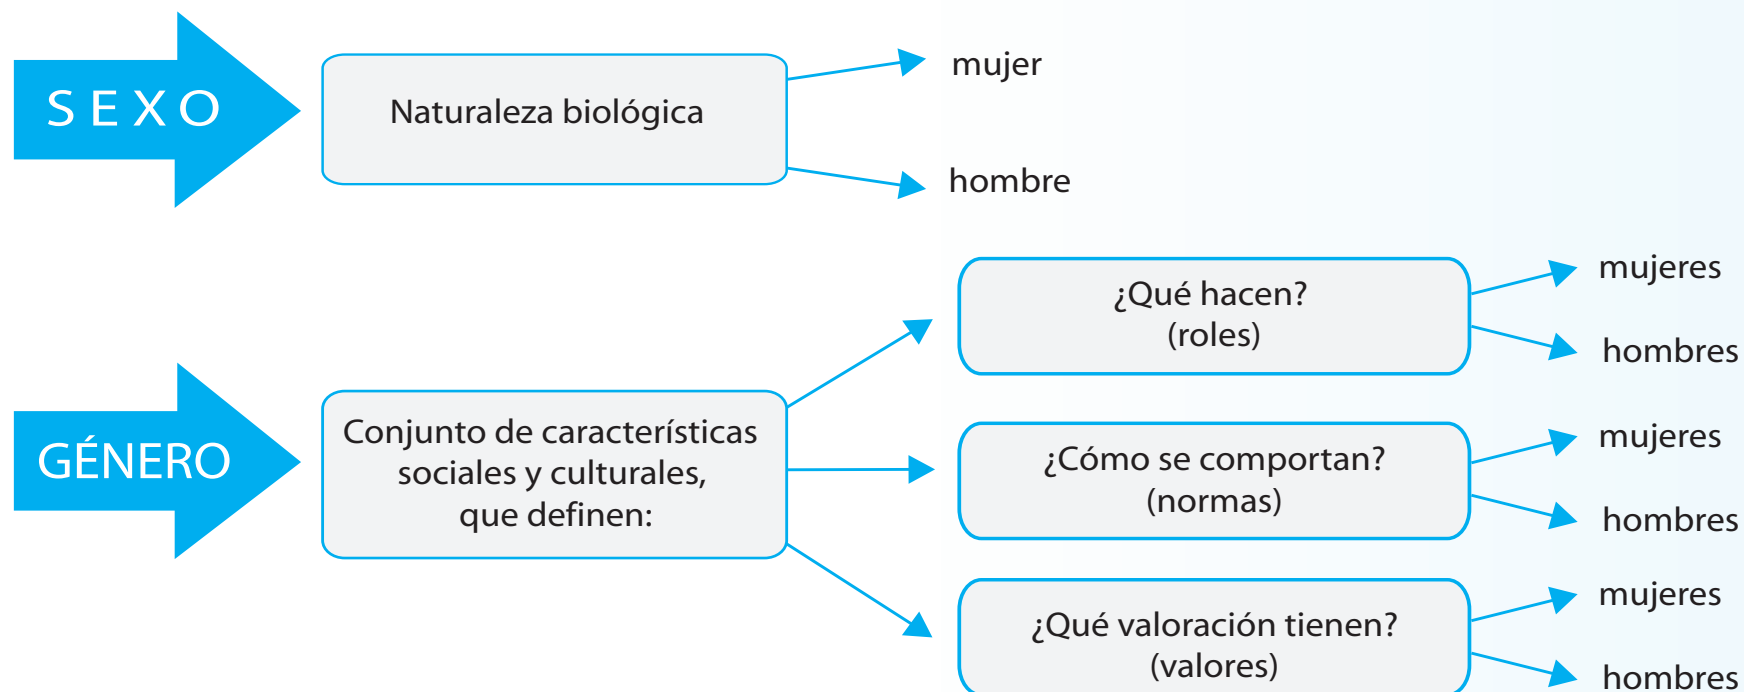 S E X O
Naturaleza biológica
mujer
hombre
GÉNERO
Conjunto de características
sociales y culturales,
que definen:
¿Qué hacen?
(roles)
mujeres
hombres
¿Cómo se comportan?
(normas)
mujeres
hombres
¿Qué valoración tienen?
(valores)
mujeres
hombres